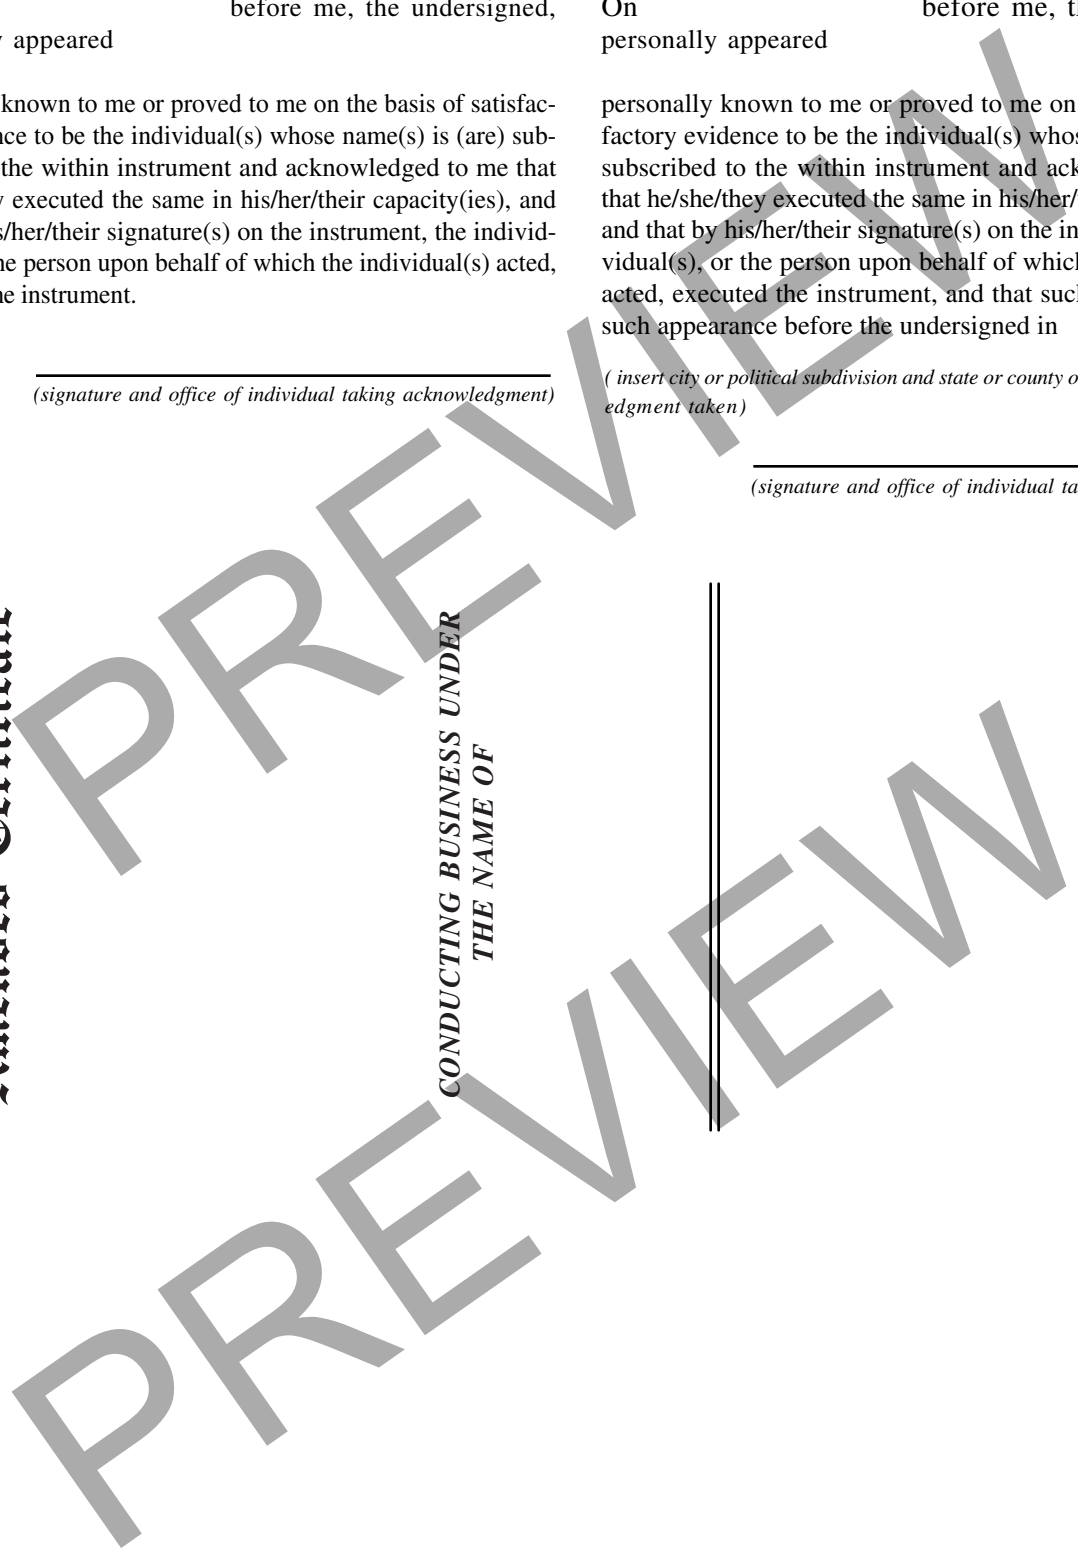 before me, the undersigned,
appeared
known to me or proved to me on the basis of satisfac-
nce to be the individual(s) whose name(s) is (are) sub-
the within instrument and acknowledged to me that
executed the same in his/her/their capacity(ies), and
s/her/their signature(s) on the instrument, the individ-
he person upon behalf of which the individual(s) acted,
he instrument.
(signature and office of individual taking acknowledgment)
On before me, t
personally appeared
personally known to me or proved to me on
factory evidence to be the individual(s) whos
subscribed to the within instrument and ack
that he/she/they executed the same in his/her/
and that by his/her/their signature(s) on the in
vidual(s), or the person upon behalf of which
acted, executed the instrument, and that such
such appearance before the undersigned in
( insert city or political subdivision and state or county o
edgment taken)
(signature and office of individual ta
CONDUCTING BUSINESS UNDER
THE NAME OF
PREVIEW
PREVIEW